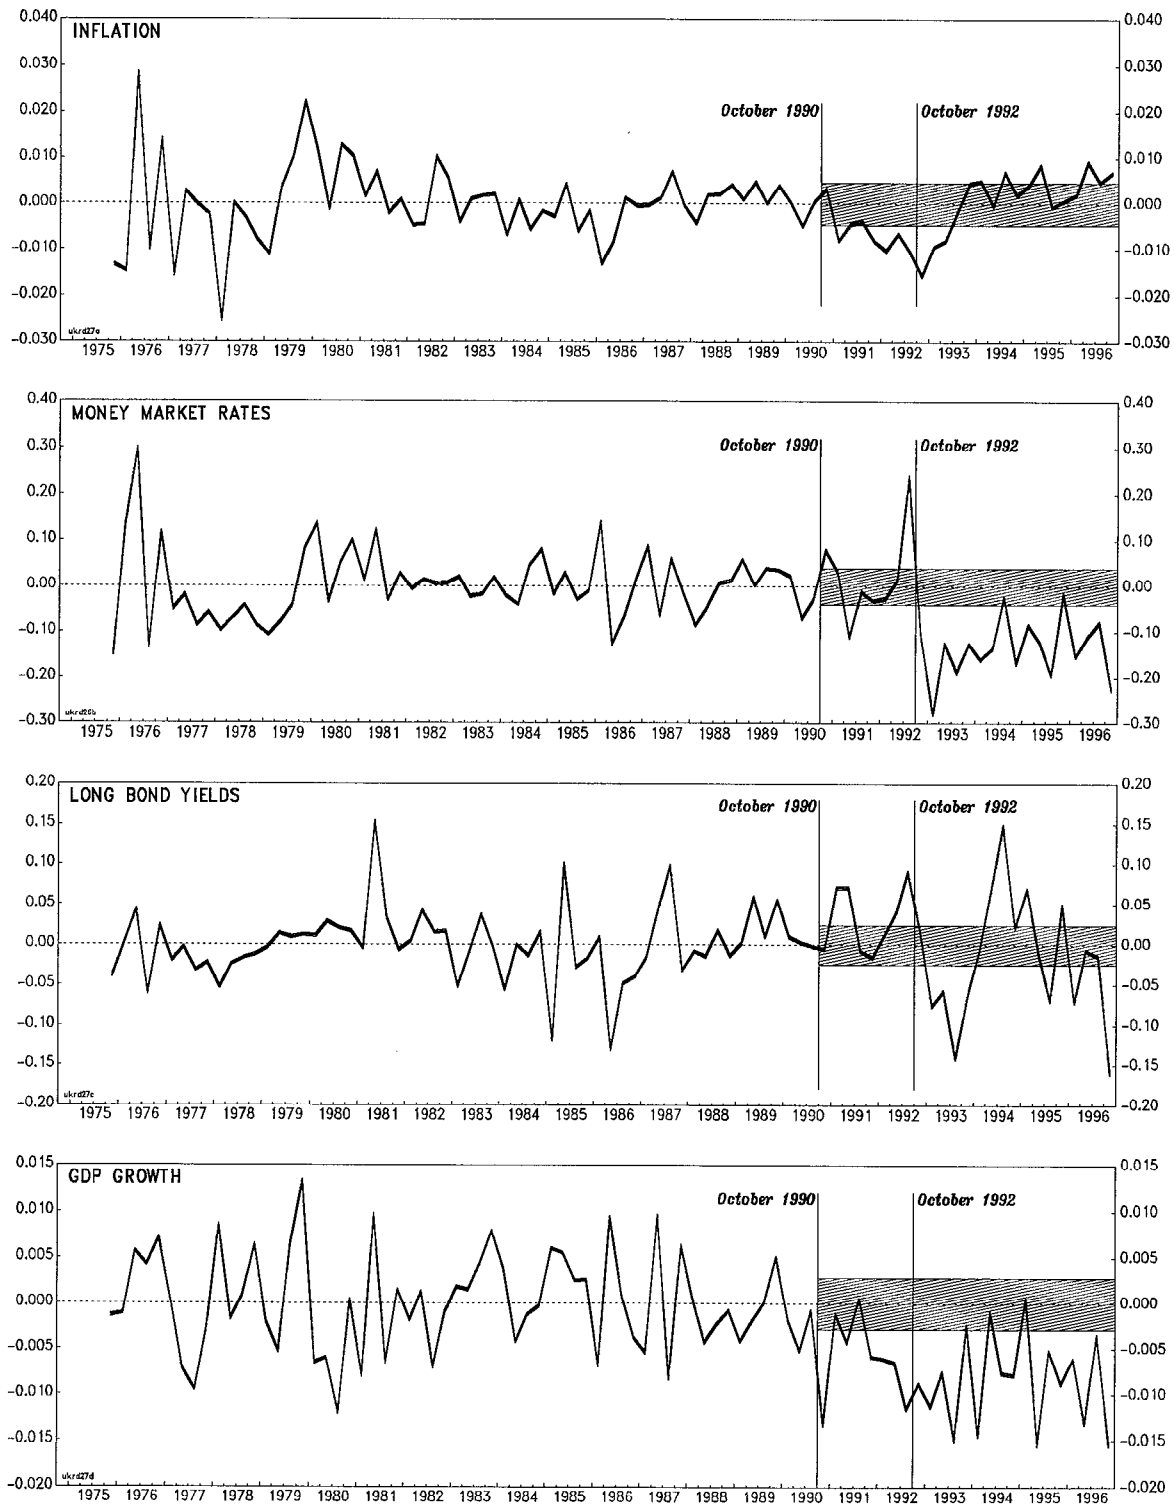 INFLATION
0.040 0.040
0.030 0.030
0.020 0.020
0.010 0.010
0.000 0.000
-0.010 -0.010
-0.020 -0.020
-0.030 -0.030
October 1990 October 1992
ukrd27a
1975 1976 1977 1978 1979 1980 1981 1982 1983 1984 1985 1986 1987 1988 1989 1990 1991 1992 1993 1994 1995 1996
MONEY MARKET RATES
0.40 0.40
0.30 0.30
0.20 0.20
0.10 0.10
0.00 0.00
-0.10 -0.10
-0.20 -0.20
-0.30 -0.30
October 1990 October 1992
ukrd26b
1975 1976 1977 1978 1979 1980 1981 1982 1983 1984 1985 1986 1987 1988 1989 1990 1991 1992 1993 1994 1995 1996
LONG BOND YIELDS
0.20 0.20
0.15 0.15
0.10 0.10
0.05 0.05
0.00 0.00
-0.05 -0.05
-0.10 -0.10
-0.15 -0.15
-0.20 -0.20
October 1990 October 1992
ukrd27c
1975 1976 1977 1978 1979 1980 1981 1982 1983 1984 1985 1986 1987 1988 1989 1990 1991 1992 1993 1994 1995 1996
GDP GROWTH
0.015 0.015
0.010 0.010
0.005 0.005
0.000 0.000
-0.005 -0.005
-0.010 -0.010
-0.015 -0.015
-0.020 -0.020
October 1990 October 1992
ukrd27d
1975 1976 1977 1978 1979 1980 1981 1982 1983 1984 1985 1986 1987 1988 1989 1990 1991 1992 1993 1994 1995 1996